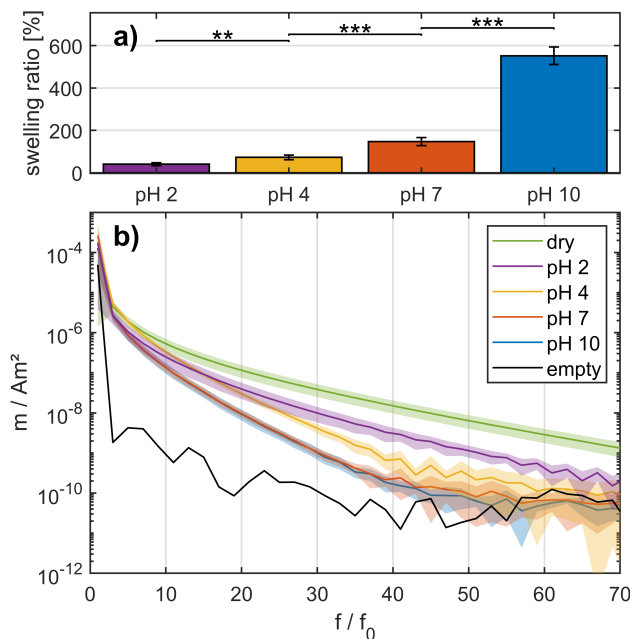 a)
** *** ***
swelling ratio [%]
600
400
200
0
pH 2 pH 4 pH 7 pH 10
b)
dry
pH 2
pH 4
pH 7
pH 10
empty
m / Am²
10⁻⁴
10⁻⁶
10⁻⁸
10⁻¹⁰
10⁻¹²
0 10 20 30 40 50 60 70
f / f₀